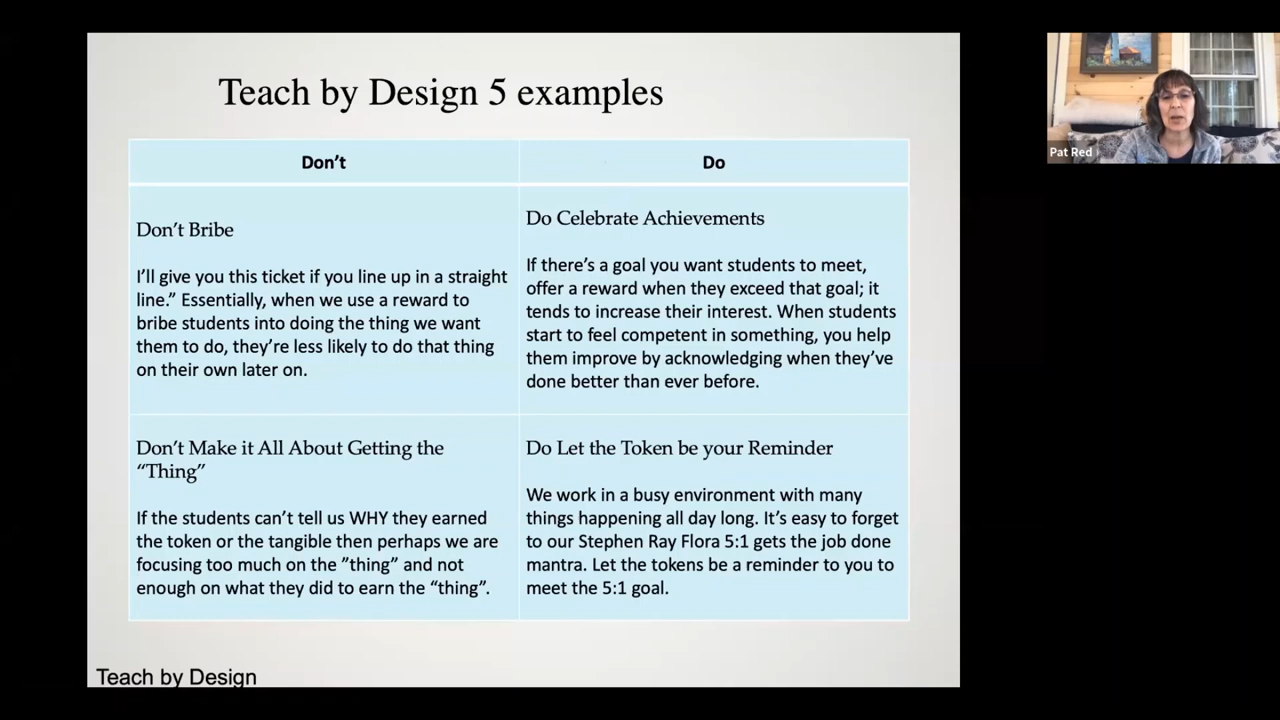 Teach by Design 5 examples
Don’t
Do
Don’t Bribe
I’ll give you this ticket if you line up in a straight
line.” Essentially, when we use a reward to
bribe students into doing the thing we want
them to do, they’re less likely to do that thing
on their own later on.
Do Celebrate Achievements
If there’s a goal you want students to meet,
offer a reward when they exceed that goal; it
tends to increase their interest. When students
start to feel competent in something, you help
them improve by acknowledging when they’ve
done better than ever before.
Don’t Make it All About Getting the
“Thing”
If the students can’t tell us WHY they earned
the token or the tangible then perhaps we are
focusing too much on the ”thing” and not
enough on what they did to earn the “thing”.
Do Let the Token be your Reminder
We work in a busy environment with many
things happening all day long. It’s easy to forget
to our Stephen Ray Flora 5:1 gets the job done
mantra. Let the tokens be a reminder to you to
meet the 5:1 goal.
Teach by Design
Pat Red